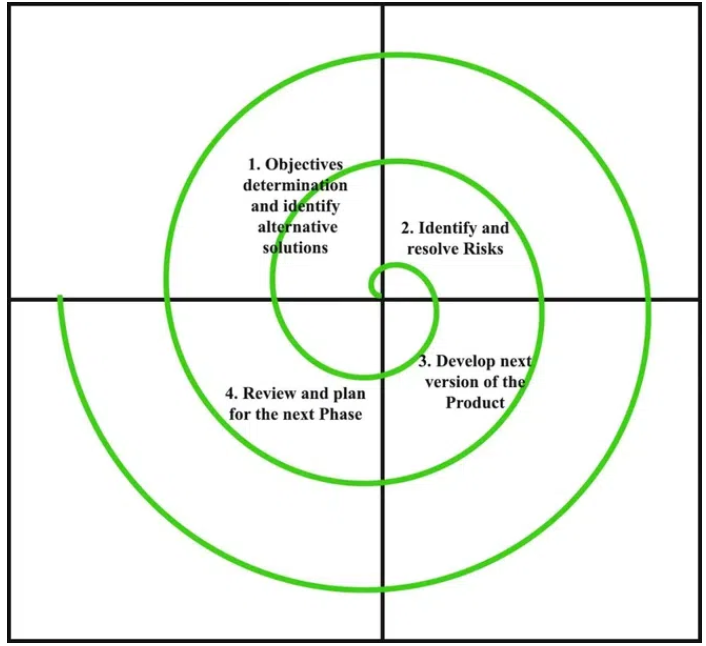 1. Objectives
determination
and identify
alternative
solutions
2. Identify and
resolve Risks
3. Develop next
version of the
Product
4. Review and plan
for the next Phase